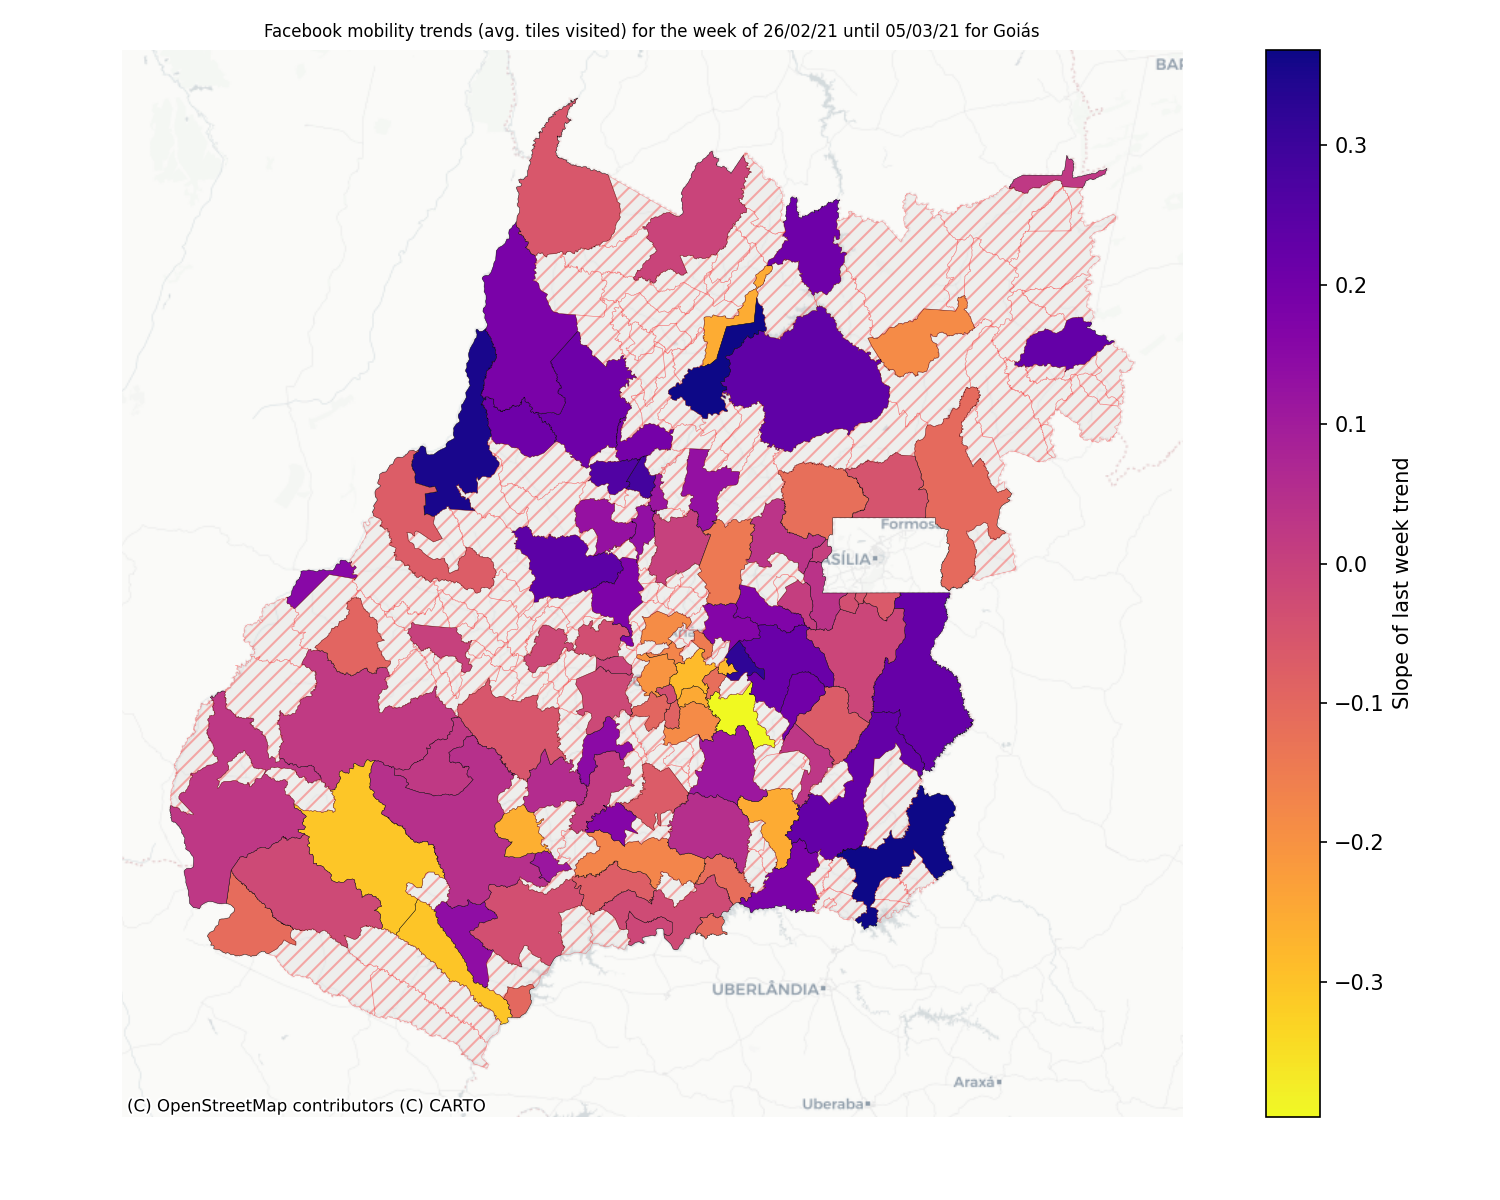 Facebook mobility trends (avg. tiles visited) for the week of 26/02/21 until 05/03/21 for Goiás
BAR
0.3
0.2
0.1
0.0
−0.1
−0.2
−0.3
Slope of last week trend
Formos
ASÍLIA
UBERLÂNDIA
Araxá
Uberaba
(C) OpenStreetMap contributors (C) CARTO